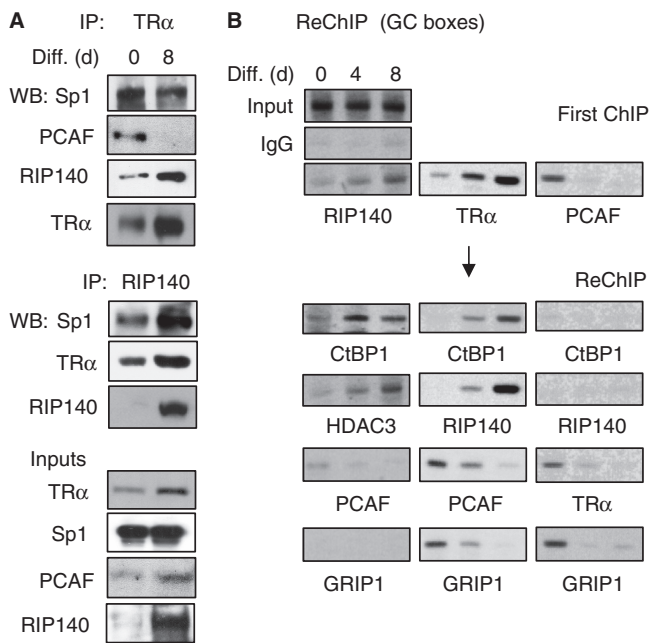 A
IP: TRα
Diff. (d) 0 8
WB: Sp1
PCAF
RIP140
TRα
IP: RIP140
WB: Sp1
TRα
RIP140
Inputs
TRα
Sp1
PCAF
RIP140
B ReChIP (GC boxes)
Diff. (d) 0 4 8
Input
First ChIP
IgG
RIP140 TRα PCAF
ReChIP
CtBP1 CtBP1 CtBP1
HDAC3 RIP140 RIP140
PCAF PCAF TRα
GRIP1 GRIP1 GRIP1